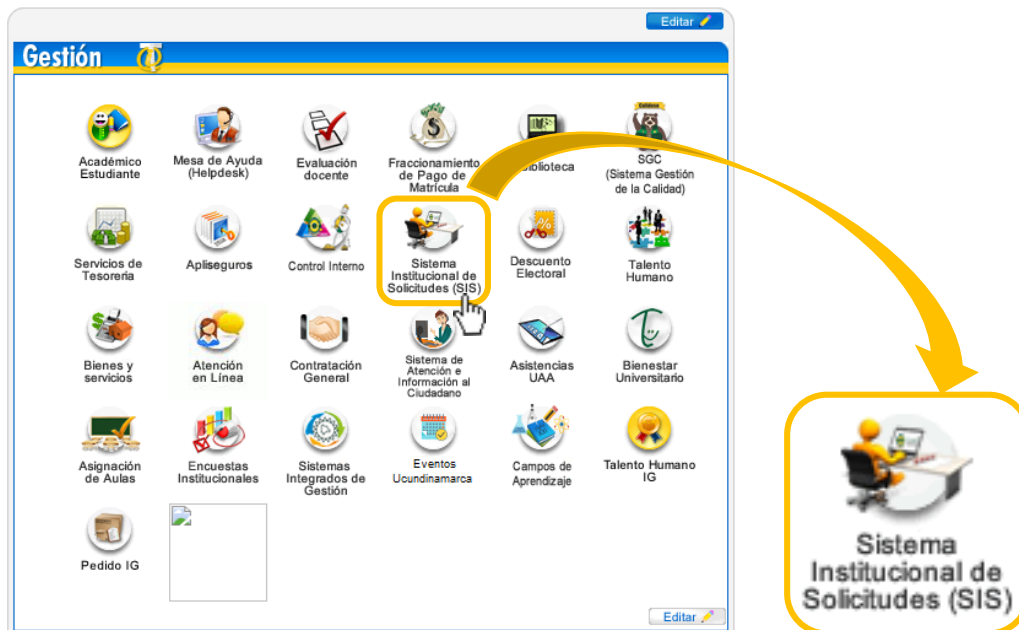 Editar
Gestión
Académico
Estudiante
Mesa de Ayuda
(Helpdesk)
Evaluación
docente
Fraccionamiento
de Pago de
Matrícula
SGC
(Sistema Gestión
de la Calidad)
Servicios de
Tesorería
Apliseguros
Control Interno
Sistema
Institucional de
Solicitudes (SIS)
Descuento
Electoral
Talento
Humano
Bienes y
servicios
Atención
en Línea
Contratación
General
Sistema de
Atención e
Información al
Ciudadano
Asistencias
UAA
Bienestar
Universitario
Asignación
de Aulas
Encuestas
Institucionales
Sistemas
Integrados de
Gestión
Eventos
Ucundinamarca
Campos de
Aprendizaje
Talento Humano
IG
Pedido IG
Editar
Sistema
Institucional de
Solicitudes (SIS)